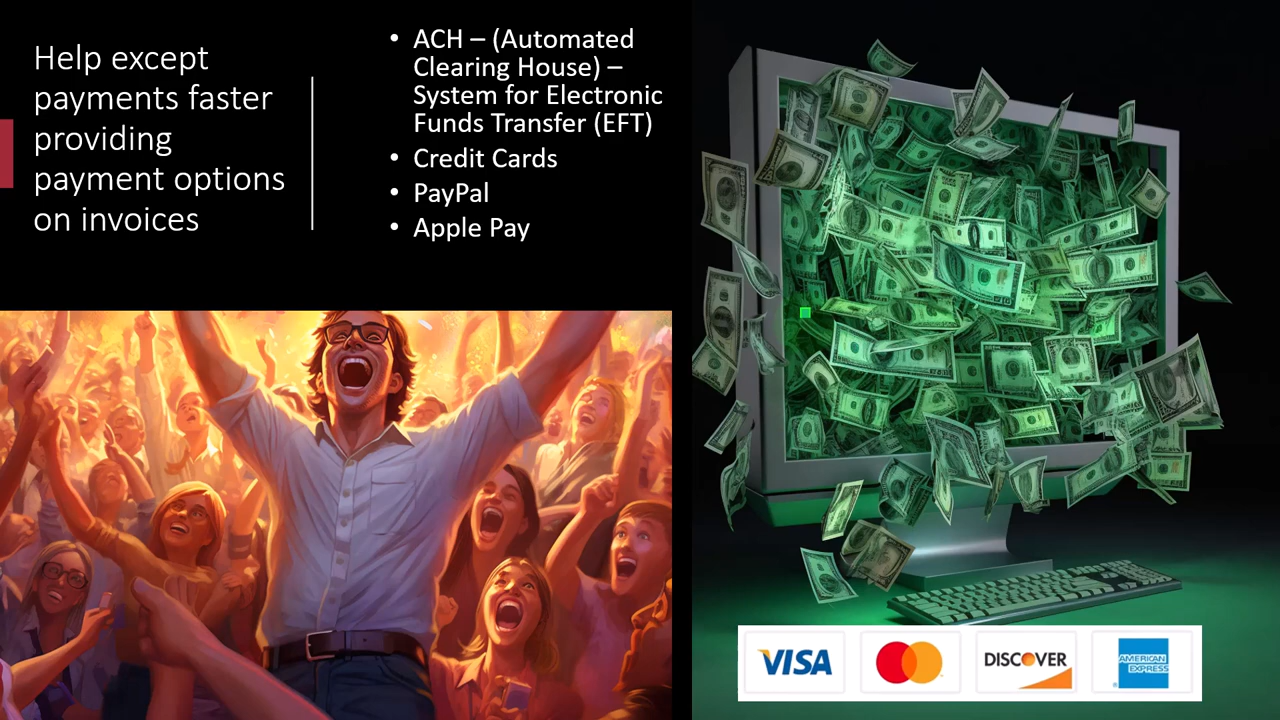 Help except
payments faster
providing
payment options
on invoices
• ACH – (Automated
Clearing House) –
System for Electronic
Funds Transfer (EFT)
• Credit Cards
• PayPal
• Apple Pay
VISA
DISCOVER
AMERICAN
EXPRESS